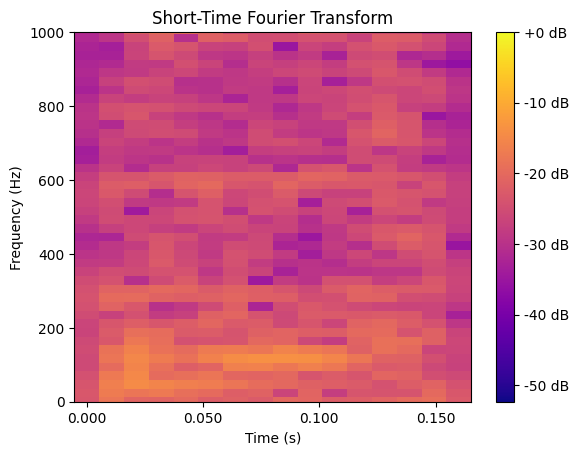 Short-Time Fourier Transform
1000
800
600
400
200
0
Frequency (Hz)
0.000
0.050
0.100
0.150
Time (s)
+0 dB
-10 dB
-20 dB
-30 dB
-40 dB
-50 dB